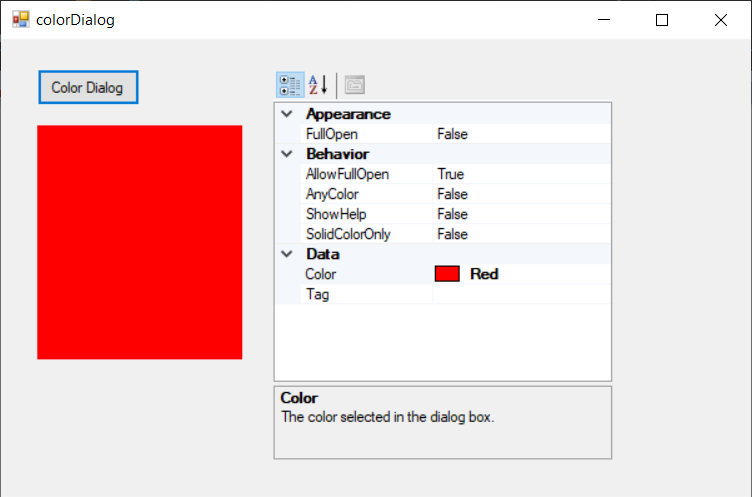 colorDialog
Color Dialog
Appearance
FullOpen False
Behavior
AllowFullOpen True
AnyColor False
ShowHelp False
SolidColorOnly False
Data
Color Red
Tag
Color
The color selected in the dialog box.